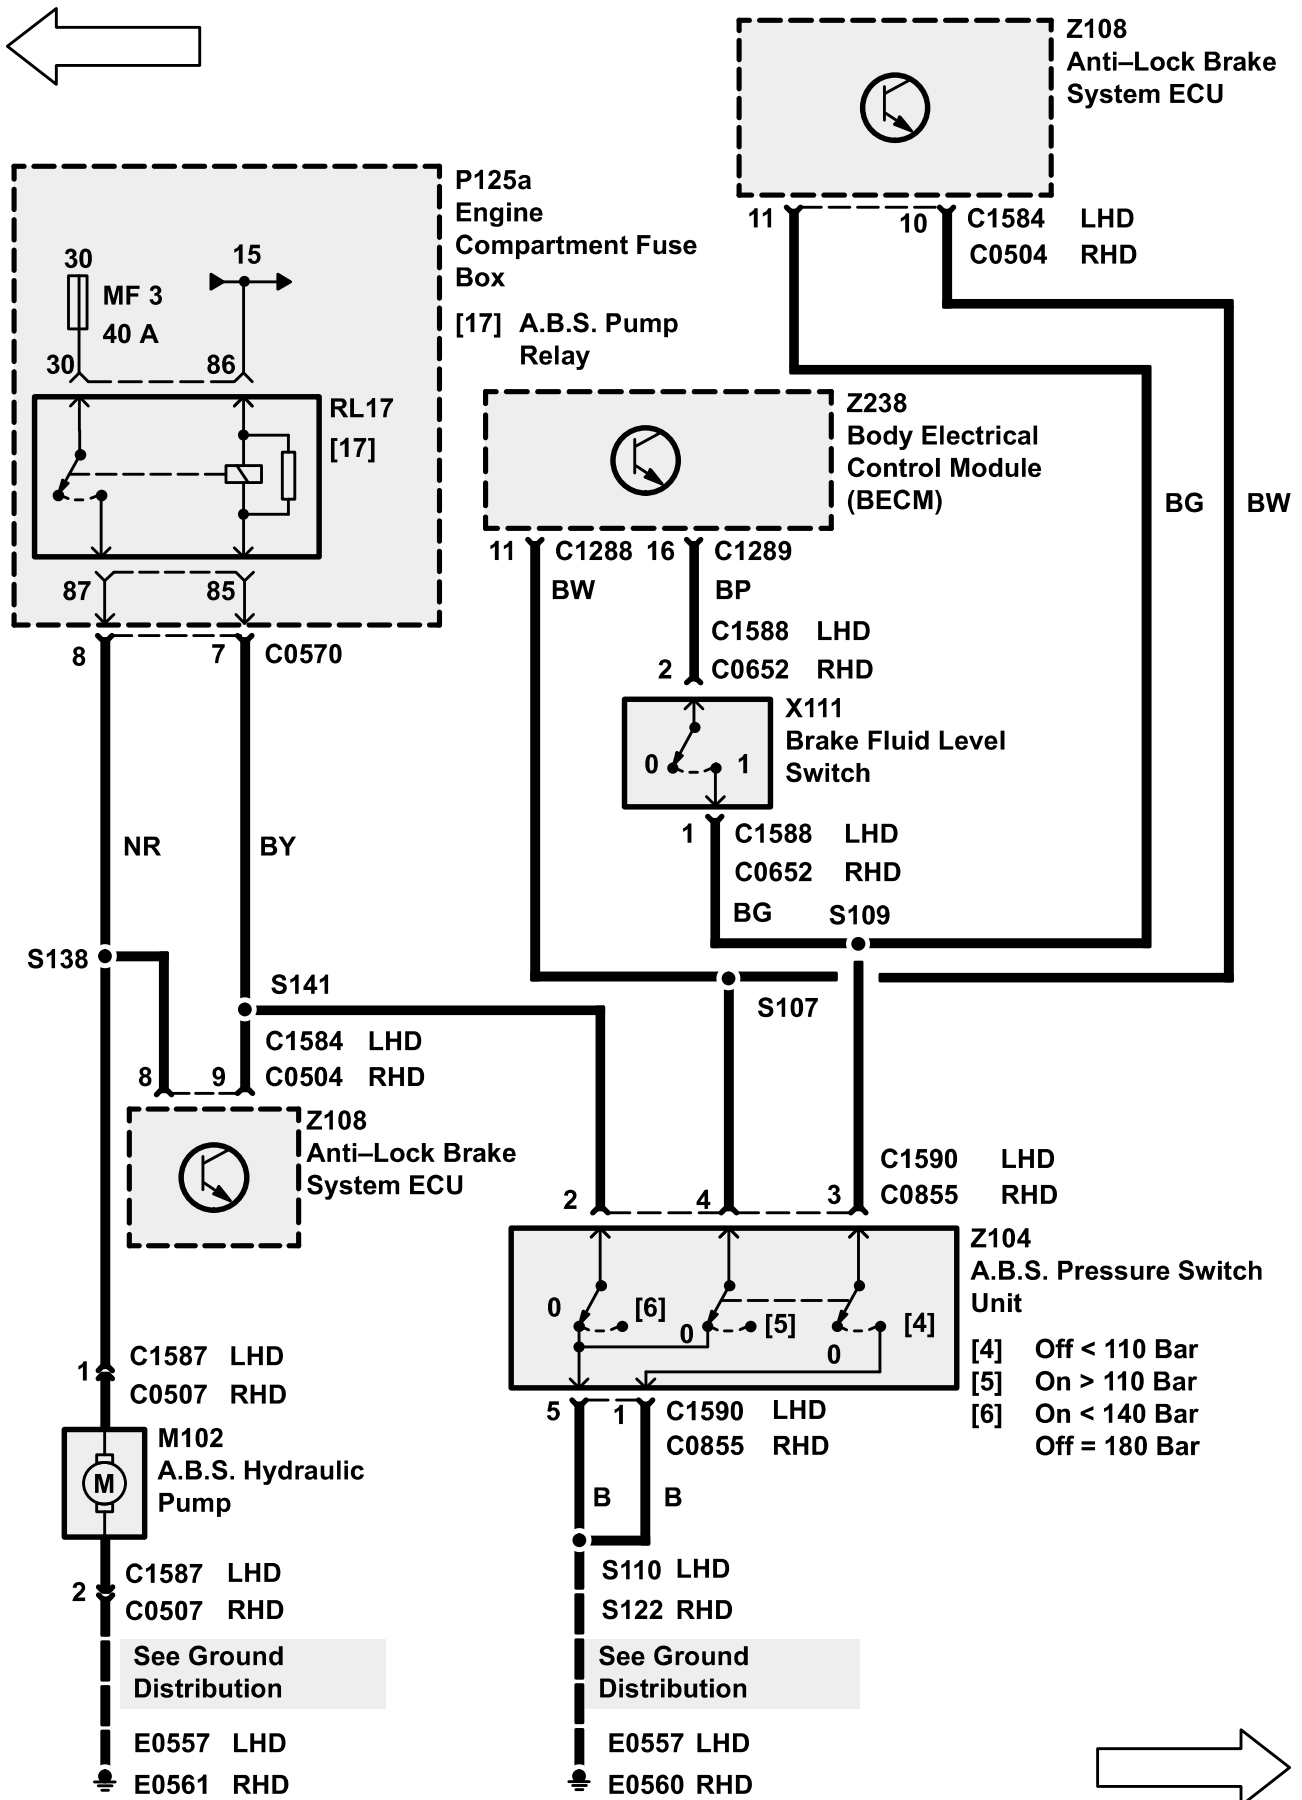 Z108
Anti–Lock Brake
System ECU
11
10
C1584 LHD
C0504 RHD
P125a
Engine
Compartment Fuse
Box
[17] A.B.S. Pump
Relay
30
15
MF 3
40 A
30
86
RL17
[17]
87
85
8
7
C0570
Z238
Body Electrical
Control Module
(BECM)
BG
BW
11
C1288
16
C1289
BW
BP
C1588 LHD
2
C0652 RHD
X111
Brake Fluid Level
Switch
0
1
1
C1588 LHD
C0652 RHD
BG
S109
NR
BY
S138
S141
S107
C1584 LHD
8
9
C0504 RHD
Z108
Anti–Lock Brake
System ECU
C1590 LHD
2
4
3
C0855 RHD
Z104
A.B.S. Pressure Switch
Unit
0
[6]
0
[5]
0
[4]
[4] Off < 110 Bar
[5] On > 110 Bar
[6] On < 140 Bar
Off = 180 Bar
1
C1587 LHD
C0507 RHD
M102
A.B.S. Hydraulic
Pump
M
5
1
C1590 LHD
C0855 RHD
B
B
2
C1587 LHD
C0507 RHD
S110 LHD
S122 RHD
See Ground
Distribution
See Ground
Distribution
E0557 LHD
E0561 RHD
E0557 LHD
E0560 RHD